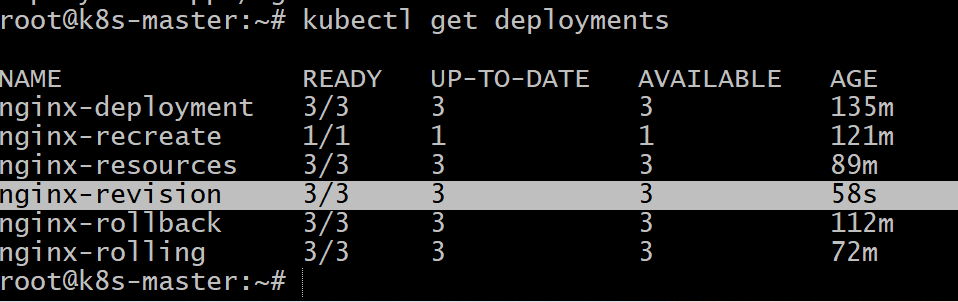 root@k8s-master:~# kubectl get deployments
NAME READY UP-TO-DATE AVAILABLE AGE
nginx-deployment 3/3 3 3 135m
nginx-recreate 1/1 1 1 121m
nginx-resources 3/3 3 3 89m
nginx-revision 3/3 3 3 58s
nginx-rollback 3/3 3 3 112m
nginx-rolling 3/3 3 3 72m
root@k8s-master:~#